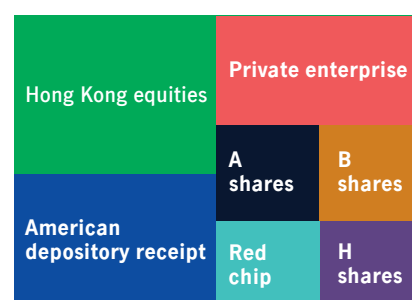 Hong Kong equities
Private enterprise
A
shares
B
shares
American
depository receipt
Red
chip
H
shares